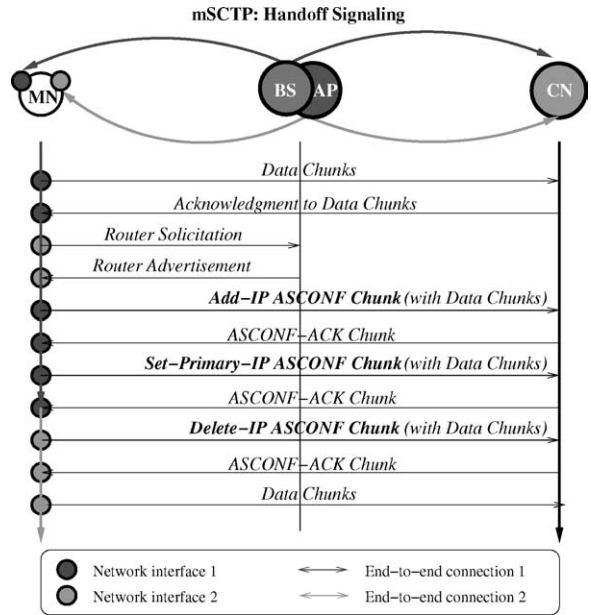 mSCTP: Handoff Signaling
MN
BS
AP
CN
Data Chunks
Acknowledgment to Data Chunks
Router Solicitation
Router Advertisement
Add-IP ASCONF Chunk (with Data Chunks)
ASCONF-ACK Chunk
Set-Primary-IP ASCONF Chunk (with Data Chunks)
ASCONF-ACK Chunk
Delete-IP ASCONF Chunk (with Data Chunks)
ASCONF-ACK Chunk
Data Chunks
Network interface 1
End-to-end connection 1
Network interface 2
End-to-end connection 2